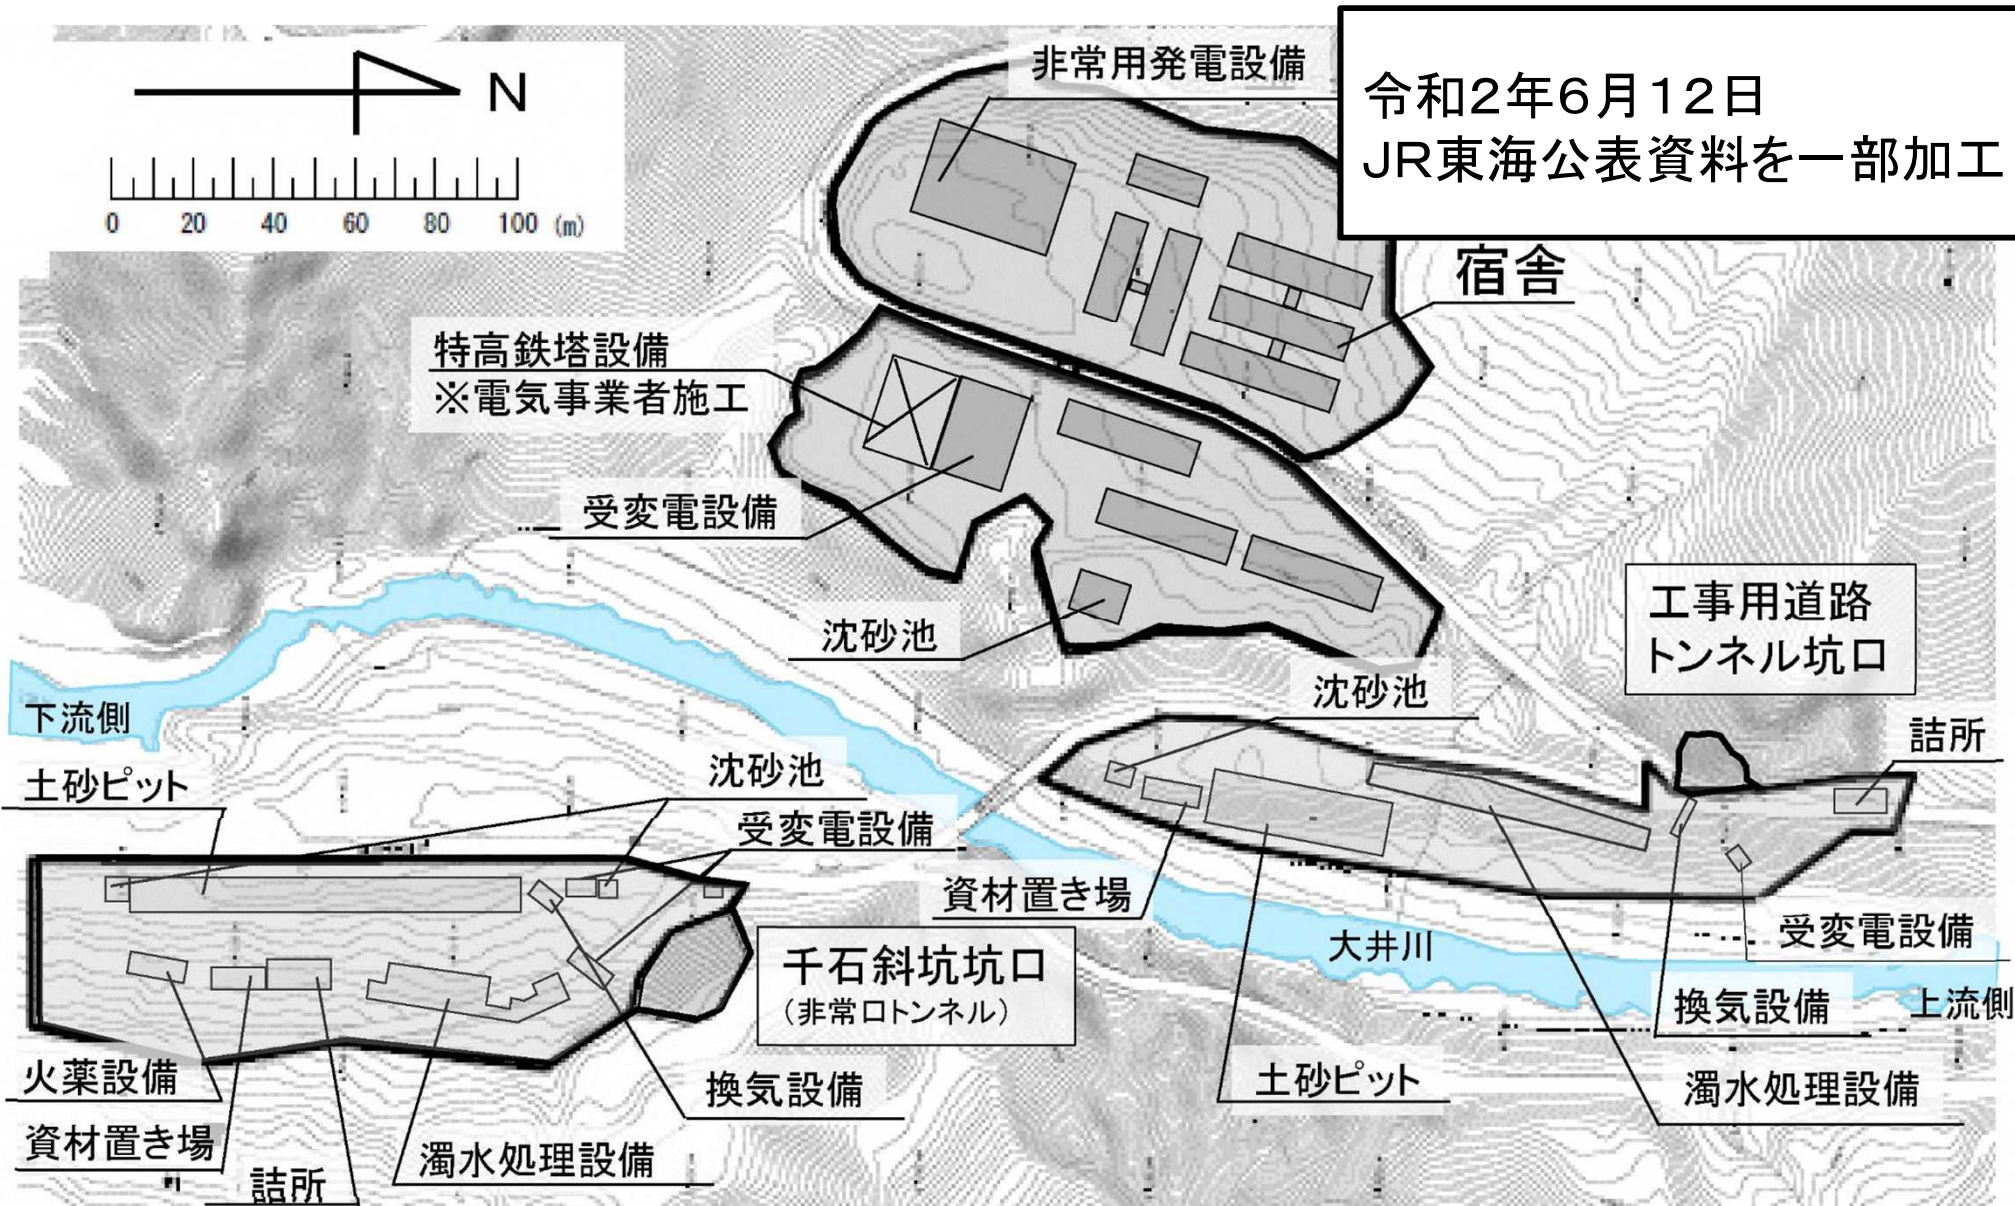 非常用発電設備
令和2年6月12日
JR東海公表資料を一部加工
N
0 20 40 60 80 100 (m)
宿舎
特高鉄塔設備
※電気事業者施工
受変電設備
沈砂池
工事用道路
トンネル坑口
沈砂池
詰所
下流側
土砂ピット
沈砂池
受変電設備
資材置き場
千石斜坑坑口
(非常口トンネル)
大井川
受変電設備
換気設備
上流側
火薬設備
換気設備
土砂ピット
濁水処理設備
資材置き場
詰所
濁水処理設備